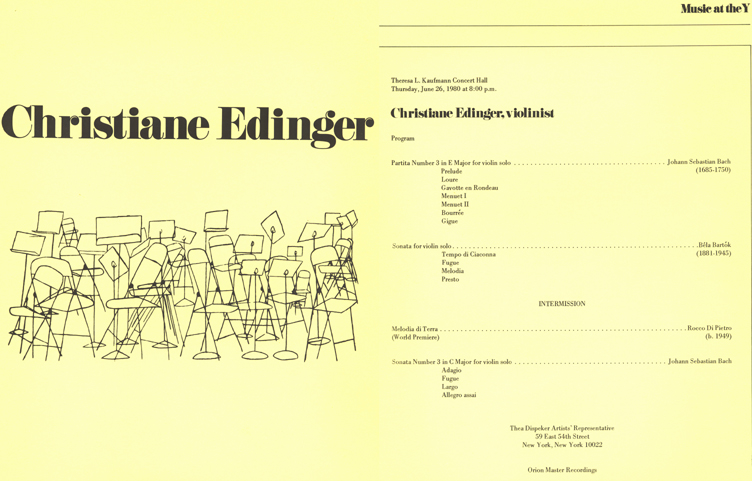 Christiane Edinger
Music at the Y
Theresa L. Kaufmann Concert Hall
Thursday, June 26, 1980 at 8:00 p.m.
Christiane Edinger, violinist
Program
Partita Number 3 in E Major for violin solo . . . . . . . . . . . . . . . . . . . . . . . . . . . . . . . . . . . . . . Johann Sebastian Bach
Prelude (1685-1750)
Loure
Gavotte en Rondeau
Menuet I
Menuet II
Bourrée
Gigue
Sonata for violin solo . . . . . . . . . . . . . . . . . . . . . . . . . . . . . . . . . . . . . . . . . . . . . . . . . . . . . . Béla Bartők
Tempo di Ciaconna (1881-1945)
Fugue
Melodia
Presto
INTERMISSION
Melodia di Terra . . . . . . . . . . . . . . . . . . . . . . . . . . . . . . . . . . . . . . . . . . . . . . . . . . . . . . Rocco Di Pietro
(World Premiere) (b. 1949)
Sonata Number 3 in C Major for violin solo . . . . . . . . . . . . . . . . . . . . . . . . . . . . . . . . . . . . . . Johann Sebastian Bach
Adagio
Fugue
Largo
Allegro assai
Thea Dispeker Artists' Representative
59 East 54th Street
New York, New York 10022
Orion Master Recordings